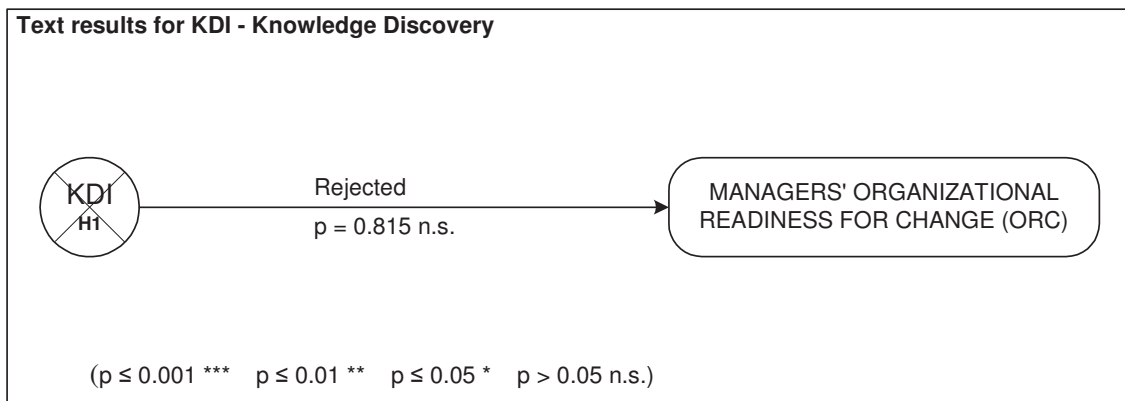 Text results for KDI - Knowledge Discovery
KDI
H1
Rejected
p = 0.815 n.s.
MANAGERS' ORGANIZATIONAL
READINESS FOR CHANGE (ORC)
(p ≤ 0.001 *** p ≤ 0.01 ** p ≤ 0.05 * p > 0.05 n.s.)